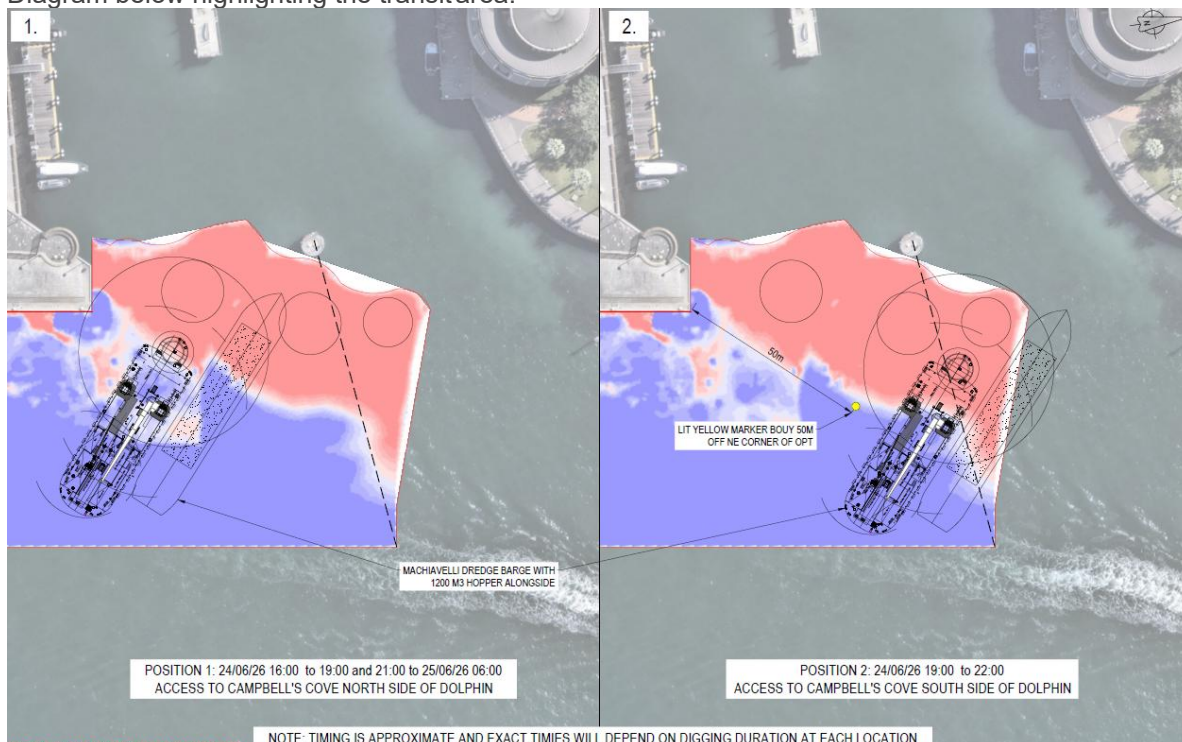 Diagram below highlighting the transit area:
1.
MACHIAVELLI DREDGE BARGE WITH
1200 M3 HOPPER ALONGSIDE
POSITION 1: 24/06/26 16:00 to 19:00 and 21:00 to 25/06/26 06:00
ACCESS TO CAMPBELL'S COVE NORTH SIDE OF DOLPHIN
2.
Z
50m
LIT YELLOW MARKER BOUY 50M
OFF NE CORNER OF OPT
POSITION 2: 24/06/26 19:00 to 22:00
ACCESS TO CAMPBELL'S COVE SOUTH SIDE OF DOLPHIN
NOTE: TIMING IS APPROXIMATE AND EXACT TIMIES WILL DEPEND ON DIGGING DURATION AT EACH LOCATION